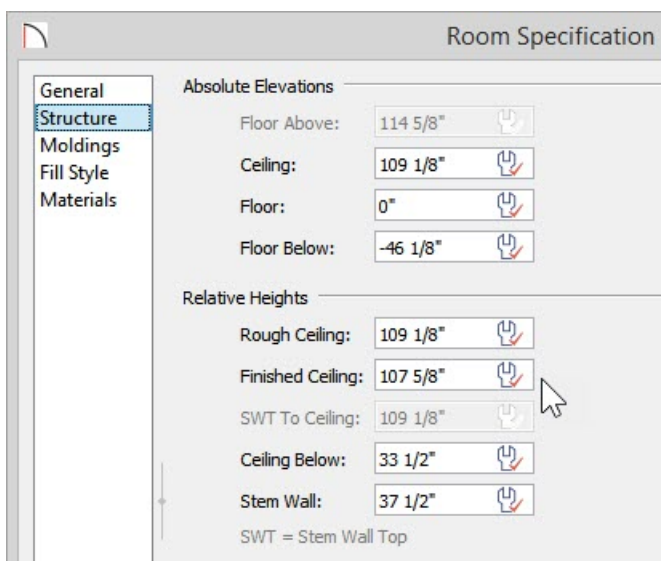 Room Specification
General
Structure
Moldings
Fill Style
Materials
Absolute Elevations
Floor Above: 114 5/8"
Ceiling: 109 1/8"
Floor: 0"
Floor Below: -46 1/8"
Relative Heights
Rough Ceiling: 109 1/8"
Finished Ceiling: 107 5/8"
SWT To Ceiling: 109 1/8"
Ceiling Below: 33 1/2"
Stem Wall: 37 1/2"
SWT = Stem Wall Top